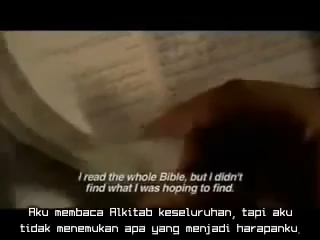 I read the whole Bible, but I didn't
find what I was hoping to find.
Aku membaca Alkitab keseluruhan, tapi aku
tidak menemukan apa yang menjadi harapanku.